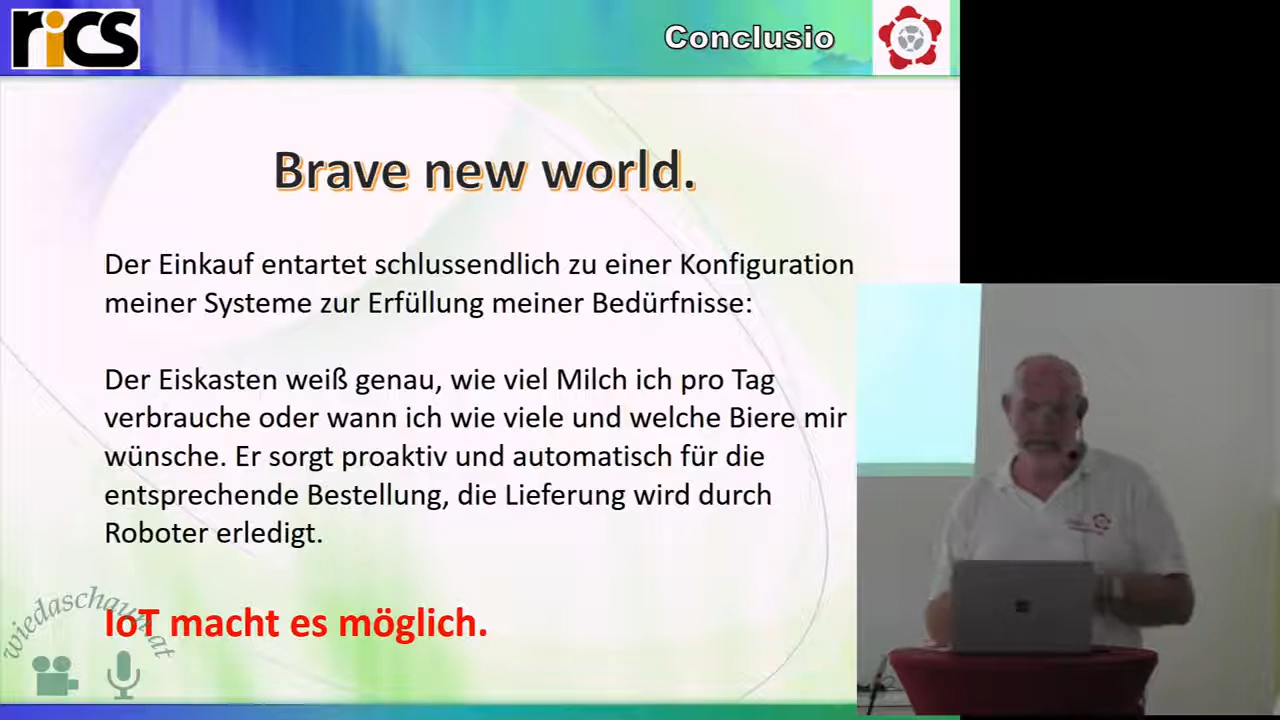 rics
Conclusio
Brave new world.
Der Einkauf entartet schlussendlich zu einer Konfiguration
meiner Systeme zur Erfüllung meiner Bedürfnisse:
Der Eiskasten weiß genau, wie viel Milch ich pro Tag
verbrauche oder wann ich wie viele und welche Biere mir
wünsche. Er sorgt proaktiv und automatisch für die
entsprechende Bestellung, die Lieferung wird durch
Roboter erledigt.
IoT macht es möglich.
wiedaschaun.at